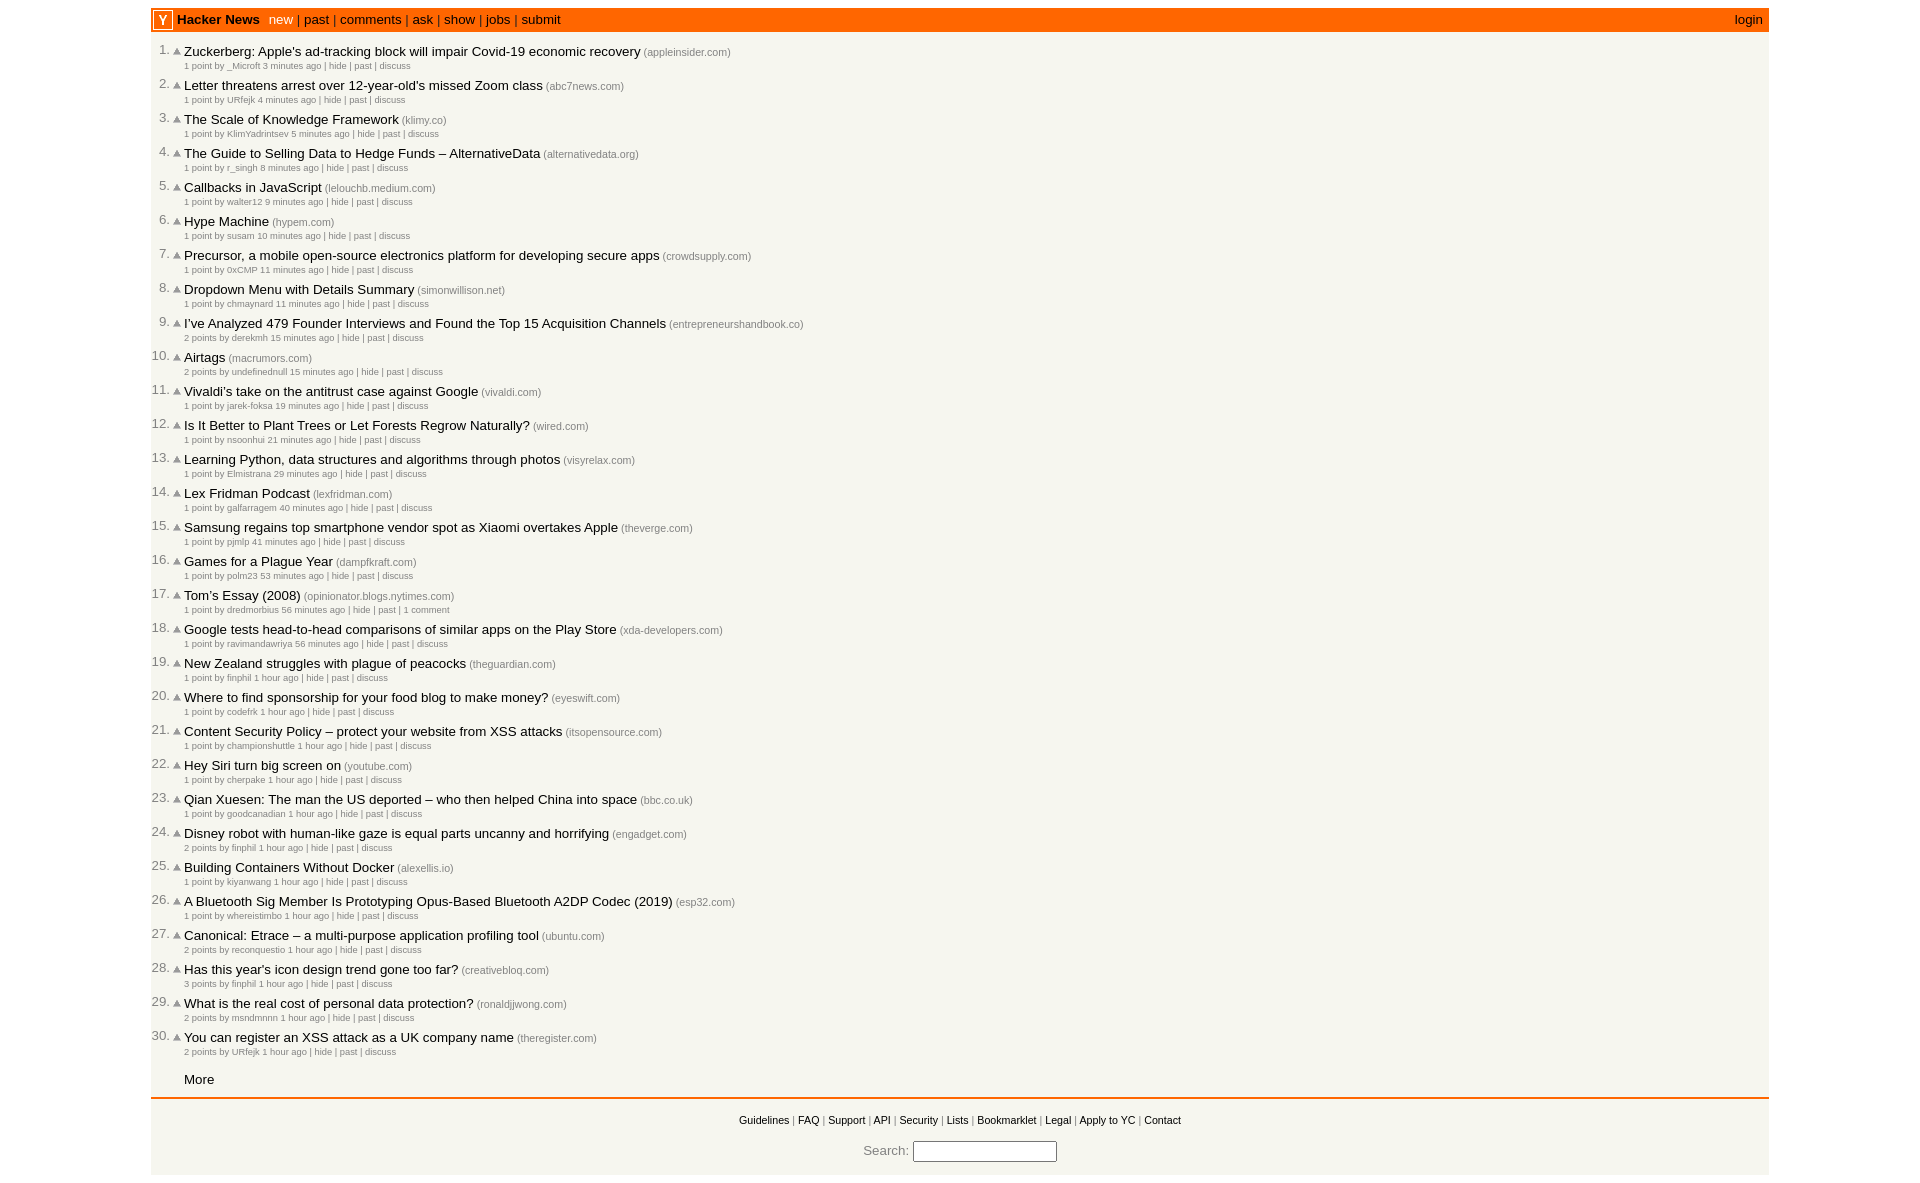 Y Hacker News new | past | comments | ask | show | jobs | submit login
1. Zuckerberg: Apple's ad-tracking block will impair Covid-19 economic recovery (appleinsider.com)
1 point by _Microft 3 minutes ago | hide | past | discuss
2. Letter threatens arrest over 12-year-old's missed Zoom class (abc7news.com)
1 point by URfejk 4 minutes ago | hide | past | discuss
3. The Scale of Knowledge Framework (klimy.co)
1 point by KlimYadrintsev 5 minutes ago | hide | past | discuss
4. The Guide to Selling Data to Hedge Funds – AlternativeData (alternativedata.org)
1 point by r_singh 8 minutes ago | hide | past | discuss
5. Callbacks in JavaScript (lelouchb.medium.com)
1 point by walter12 9 minutes ago | hide | past | discuss
6. Hype Machine (hypem.com)
1 point by susam 10 minutes ago | hide | past | discuss
7. Precursor, a mobile open-source electronics platform for developing secure apps (crowdsupply.com)
1 point by 0xCMP 11 minutes ago | hide | past | discuss
8. Dropdown Menu with Details Summary (simonwillison.net)
1 point by chmaynard 11 minutes ago | hide | past | discuss
9. I've Analyzed 479 Founder Interviews and Found the Top 15 Acquisition Channels (entrepreneurshandbook.co)
2 points by derekmh 15 minutes ago | hide | past | discuss
10. Airtags (macrumors.com)
2 points by undefinednull 15 minutes ago | hide | past | discuss
11. Vivaldi's take on the antitrust case against Google (vivaldi.com)
1 point by jarek-foksa 19 minutes ago | hide | past | discuss
12. Is It Better to Plant Trees or Let Forests Regrow Naturally? (wired.com)
1 point by nsoonhui 21 minutes ago | hide | past | discuss
13. Learning Python, data structures and algorithms through photos (visyrelax.com)
1 point by Elmistrana 29 minutes ago | hide | past | discuss
14. Lex Fridman Podcast (lexfridman.com)
1 point by galfarragem 40 minutes ago | hide | past | discuss
15. Samsung regains top smartphone vendor spot as Xiaomi overtakes Apple (theverge.com)
1 point by pjmlp 41 minutes ago | hide | past | discuss
16. Games for a Plague Year (dampfkraft.com)
1 point by polm23 53 minutes ago | hide | past | discuss
17. Tom's Essay (2008) (opinionator.blogs.nytimes.com)
1 point by dredmorbius 56 minutes ago | hide | past | 1 comment
18. Google tests head-to-head comparisons of similar apps on the Play Store (xda-developers.com)
1 point by ravimandawriya 56 minutes ago | hide | past | discuss
19. New Zealand struggles with plague of peacocks (theguardian.com)
1 point by finphil 1 hour ago | hide | past | discuss
20. Where to find sponsorship for your food blog to make money? (eyeswift.com)
1 point by codefrk 1 hour ago | hide | past | discuss
21. Content Security Policy – protect your website from XSS attacks (itsopensource.com)
1 point by championshuttle 1 hour ago | hide | past | discuss
22. Hey Siri turn big screen on (youtube.com)
1 point by cherpake 1 hour ago | hide | past | discuss
23. Qian Xuesen: The man the US deported – who then helped China into space (bbc.co.uk)
1 point by goodcanadian 1 hour ago | hide | past | discuss
24. Disney robot with human-like gaze is equal parts uncanny and horrifying (engadget.com)
2 points by finphil 1 hour ago | hide | past | discuss
25. Building Containers Without Docker (alexellis.io)
1 point by kiyanwang 1 hour ago | hide | past | discuss
26. A Bluetooth Sig Member Is Prototyping Opus-Based Bluetooth A2DP Codec (2019) (esp32.com)
1 point by whereistimbo 1 hour ago | hide | past | discuss
27. Canonical: Etrace – a multi-purpose application profiling tool (ubuntu.com)
2 points by reconquestio 1 hour ago | hide | past | discuss
28. Has this year's icon design trend gone too far? (creativebloq.com)
3 points by finphil 1 hour ago | hide | past | discuss
29. What is the real cost of personal data protection? (ronaldjjwong.com)
2 points by msndmnnn 1 hour ago | hide | past | discuss
30. You can register an XSS attack as a UK company name (theregister.com)
2 points by URfejk 1 hour ago | hide | past | discuss
More
Guidelines | FAQ | Support | API | Security | Lists | Bookmarklet | Legal | Apply to YC | Contact
Search: